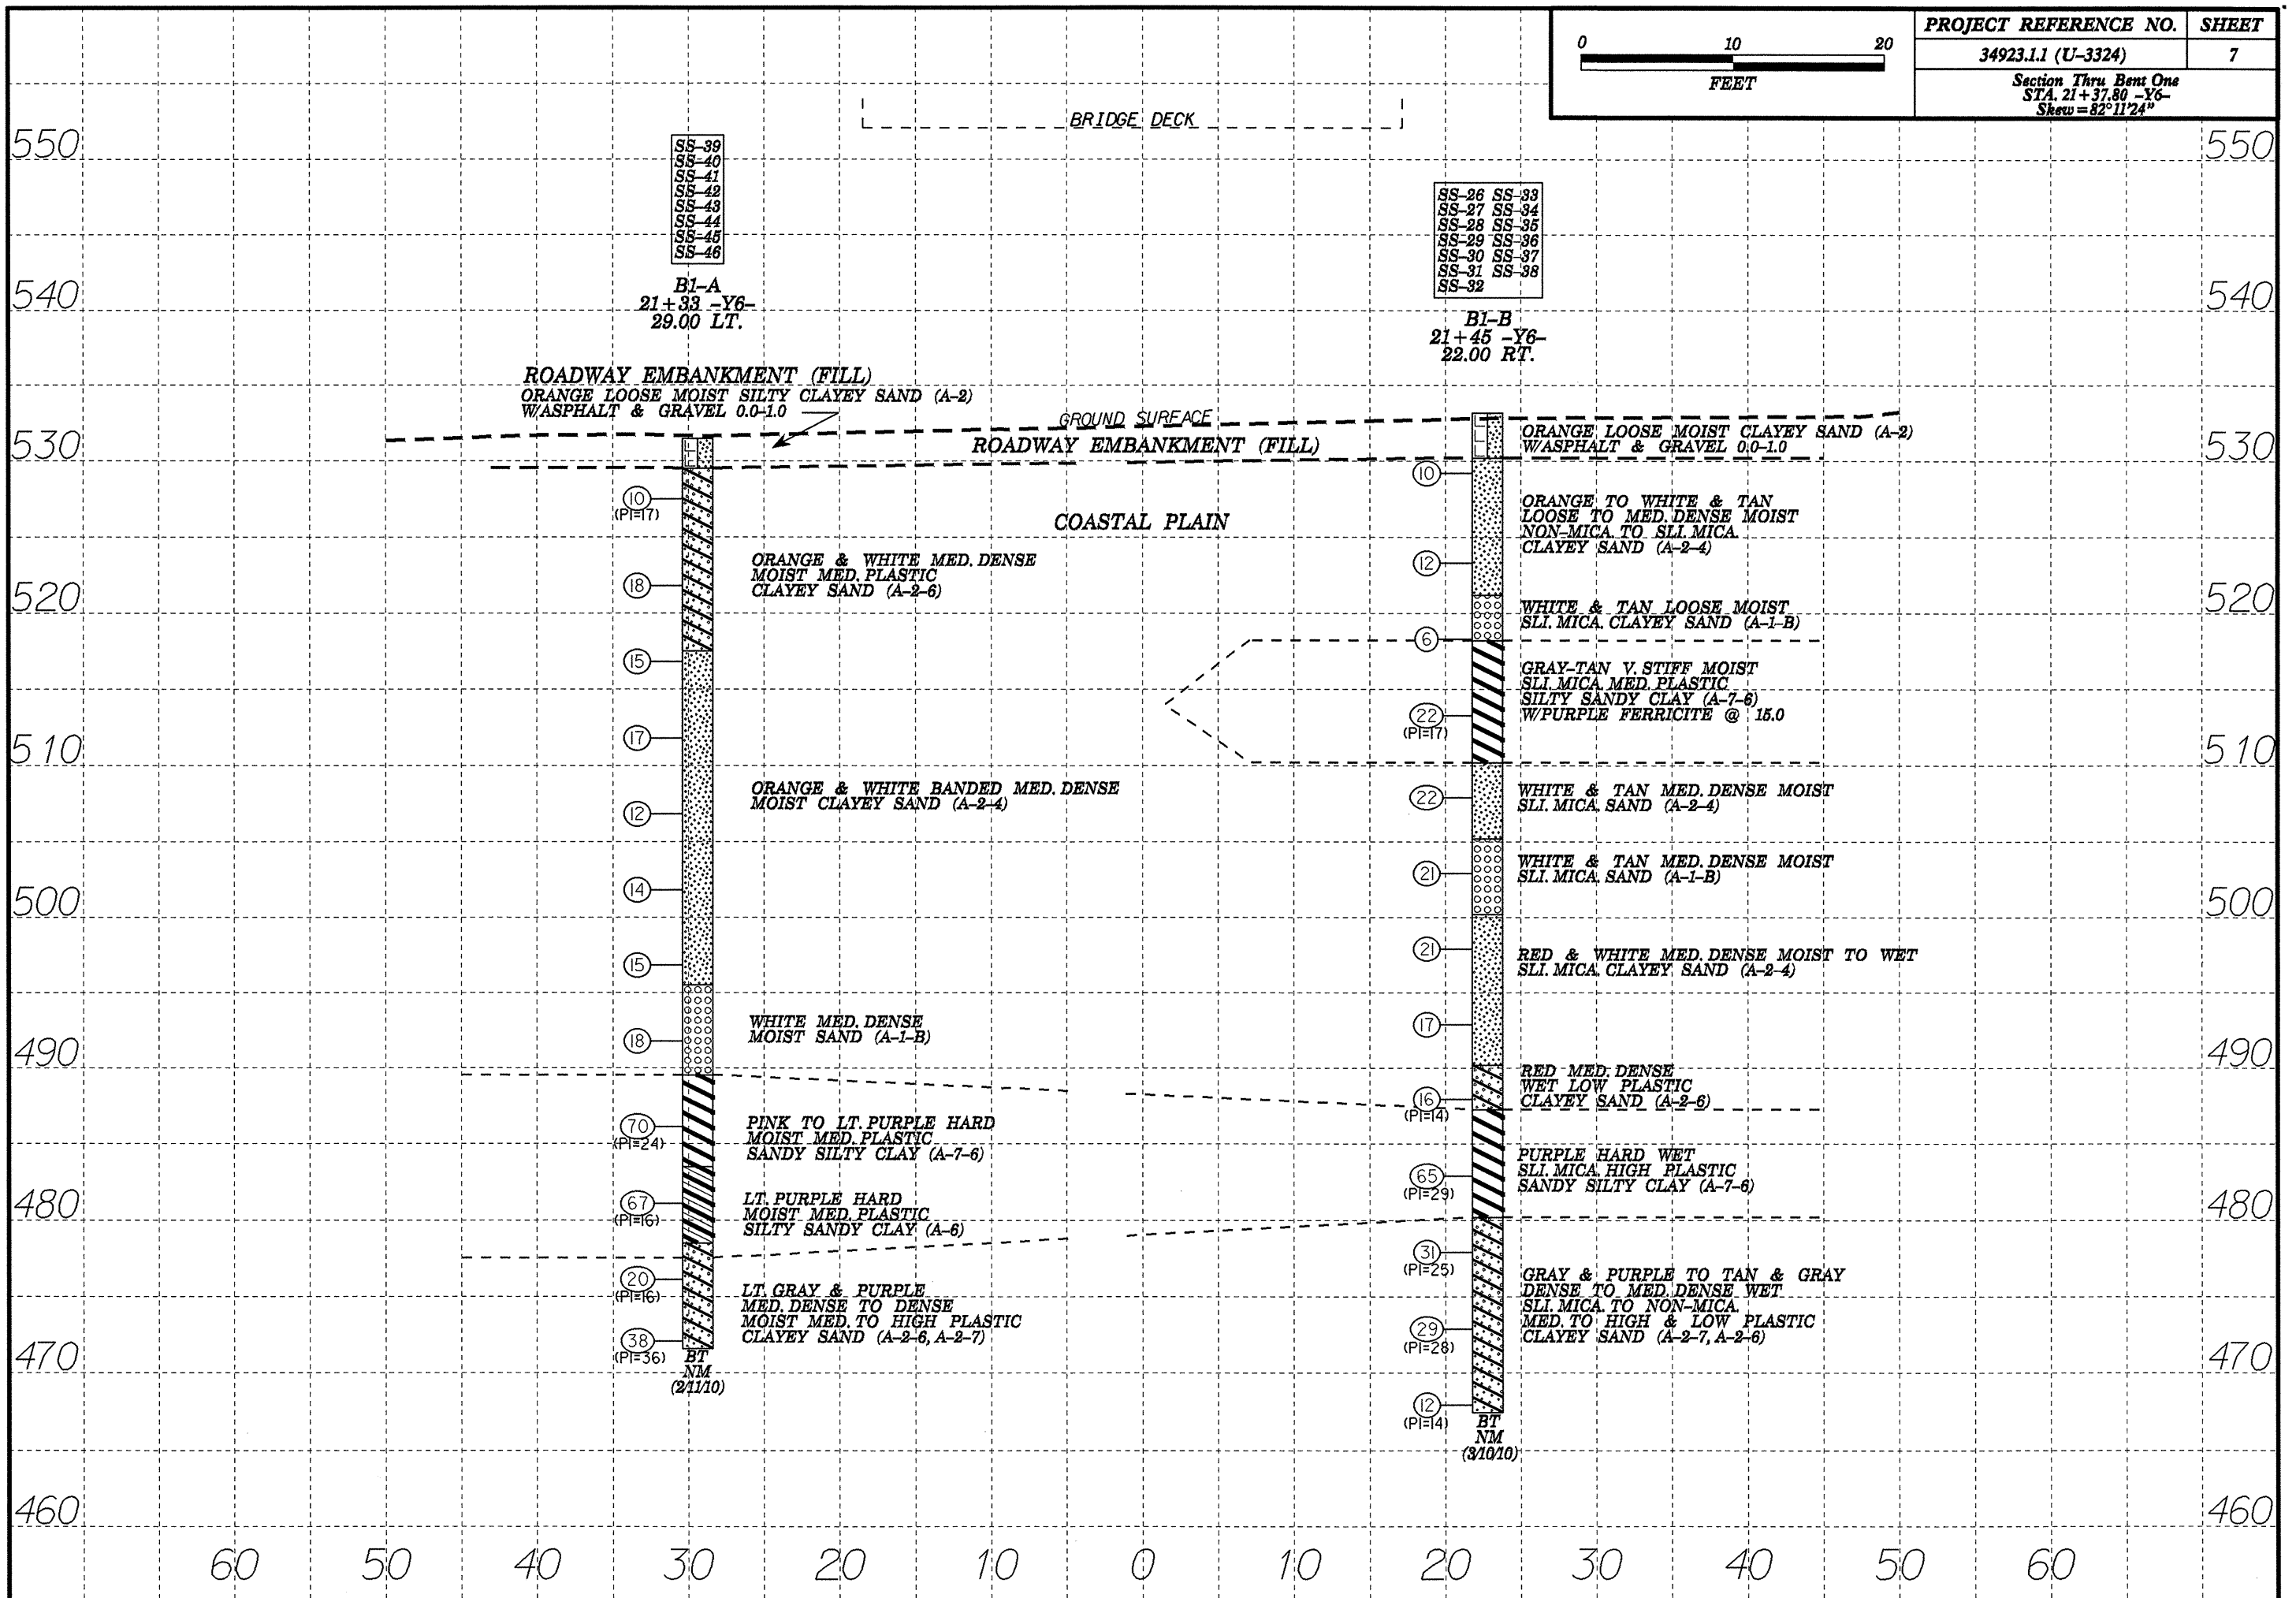 PROJECT REFERENCE NO. SHEET
34923.1.1 (U-3324) 7
Section Thru Bent One
STA. 21+37.80 -Y6-
Skew=82°11'24"
0 10 20
FEET
BRIDGE DECK
550 550
SS-39
SS-40
SS-41
SS-42
SS-43
SS-44
SS-45
SS-46
B1-A
21+33 -Y6-
29.00 LT.
SS-26 SS-33
SS-27 SS-34
SS-28 SS-35
SS-29 SS-36
SS-30 SS-37
SS-31 SS-38
SS-32
B1-B
21+45 -Y6-
22.00 RT.
540 540
ROADWAY EMBANKMENT (FILL)
ORANGE LOOSE MOIST SILTY CLAYEY SAND (A-2)
W/ASPHALT & GRAVEL 0.0-1.0
GROUND SURFACE
ROADWAY EMBANKMENT (FILL)
ORANGE LOOSE MOIST CLAYEY SAND (A-2)
W/ASPHALT & GRAVEL 0.0-1.0
530 530
COASTAL PLAIN
10
(PI=17)
18
ORANGE & WHITE MED. DENSE
MOIST MED. PLASTIC
CLAYEY SAND (A-2-6)
15
17
12
14
15
ORANGE & WHITE BANDED MED. DENSE
MOIST CLAYEY SAND (A-2-4)
18
WHITE MED. DENSE
MOIST SAND (A-1-B)
70
(PI=24)
PINK TO LT. PURPLE HARD
MOIST MED. PLASTIC
SANDY SILTY CLAY (A-7-6)
67
(PI=16)
LT. PURPLE HARD
MOIST MED. PLASTIC
SILTY SANDY CLAY (A-6)
20
(PI=16)
LT. GRAY & PURPLE
MED. DENSE TO DENSE
MOIST MED. TO HIGH PLASTIC
CLAYEY SAND (A-2-6, A-2-7)
38
(PI=36)
BT
NM
(2/11/10)
10
ORANGE TO WHITE & TAN
LOOSE TO MED. DENSE MOIST
NON-MICA. TO SLI. MICA.
CLAYEY SAND (A-2-4)
12
520 520
WHITE & TAN LOOSE MOIST
SLI. MICA. CLAYEY SAND (A-1-B)
6
GRAY-TAN V. STIFF MOIST
SLI. MICA. MED. PLASTIC
SILTY SANDY CLAY (A-7-6)
W/PURPLE FERRICITE @ 15.0
22
(PI=17)
510 510
22
WHITE & TAN MED. DENSE MOIST
SLI. MICA. SAND (A-2-4)
21
WHITE & TAN MED. DENSE MOIST
SLI. MICA. SAND (A-1-B)
500 500
21
RED & WHITE MED. DENSE MOIST TO WET
SLI. MICA. CLAYEY SAND (A-2-4)
17
490 490
RED MED. DENSE
WET LOW PLASTIC
CLAYEY SAND (A-2-6)
16
(PI=14)
PURPLE HARD WET
SLI. MICA. HIGH PLASTIC
SANDY SILTY CLAY (A-7-6)
65
(PI=29)
480 480
31
(PI=25)
GRAY & PURPLE TO TAN & GRAY
DENSE TO MED. DENSE WET
SLI. MICA. TO NON-MICA.
MED. TO HIGH & LOW PLASTIC
CLAYEY SAND (A-2-7, A-2-6)
29
(PI=28)
470 470
12
(PI=14)
BT
NM
(3/10/10)
460 460
60 50 40 30 20 10 0 10 20 30 40 50 60